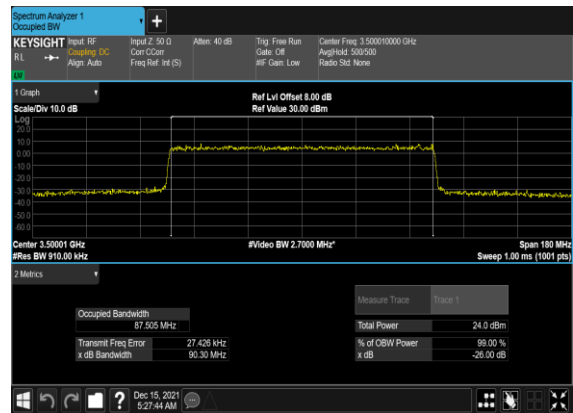 Spectrum Analyzer 1
Occupied BW
+
KEYSIGHT Input: RF Input Z: 50 Ω Atten: 40 dB Trig: Free Run Center Freq: 3.500010000 GHz
RL Coupling: DC Corr CCorr Gate: Off Avg|Hold: 500/500
Align: Auto Freq Ref: Int (S) #IF Gain: Low Radio Std: None
1 Graph
Ref Lvl Offset 8.00 dB
Scale/Div 10.0 dB Ref Value 30.00 dBm
Log
20.0
10.0
0.00
-10.0
-20.0
-30.0
-40.0
-50.0
-60.0
Center 3.50001 GHz #Video BW 2.7000 MHz* Span 180 MHz
#Res BW 910.00 kHz Sweep 1.00 ms (1001 pts)
2 Metrics
Measure Trace Trace 1
Occupied Bandwidth
87.505 MHz Total Power 24.0 dBm
Transmit Freq Error 27.426 kHz % of OBW Power 99.00 %
x dB Bandwidth 90.30 MHz x dB -26.00 dB
?
Dec 15, 2021
5:27:44 AM